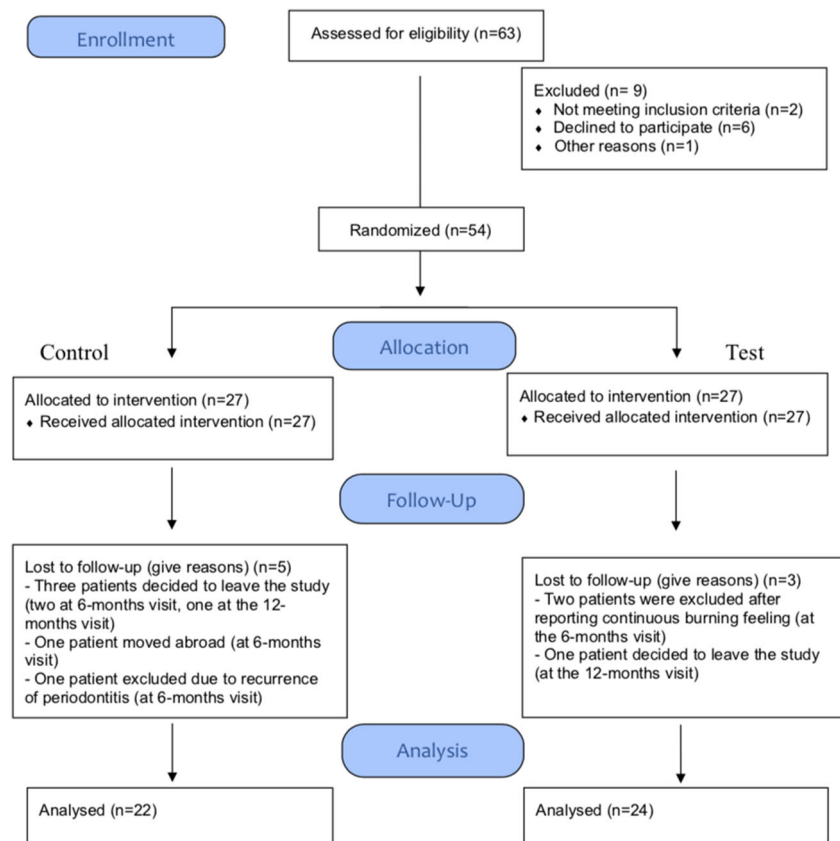 Enrollment
Assessed for eligibility (n=63)
Excluded (n= 9)
♦ Not meeting inclusion criteria (n=2)
♦ Declined to participate (n=6)
♦ Other reasons (n=1)
Randomized (n=54)
Control
Allocation
Test
Allocated to intervention (n=27)
♦ Received allocated intervention (n=27)
Allocated to intervention (n=27)
♦ Received allocated intervention (n=27)
Follow-Up
Lost to follow-up (give reasons) (n=5)
- Three patients decided to leave the study
(two at 6-months visit, one at the 12-
months visit)
- One patient moved abroad (at 6-months
visit)
- One patient excluded due to recurrence
of periodontitis (at 6-months visit)
Lost to follow-up (give reasons) (n=3)
- Two patients were excluded after
reporting continuous burning feeling (at
the 6-months visit)
- One patient decided to leave the study
(at the 12-months visit)
Analysis
Analysed (n=22)
Analysed (n=24)